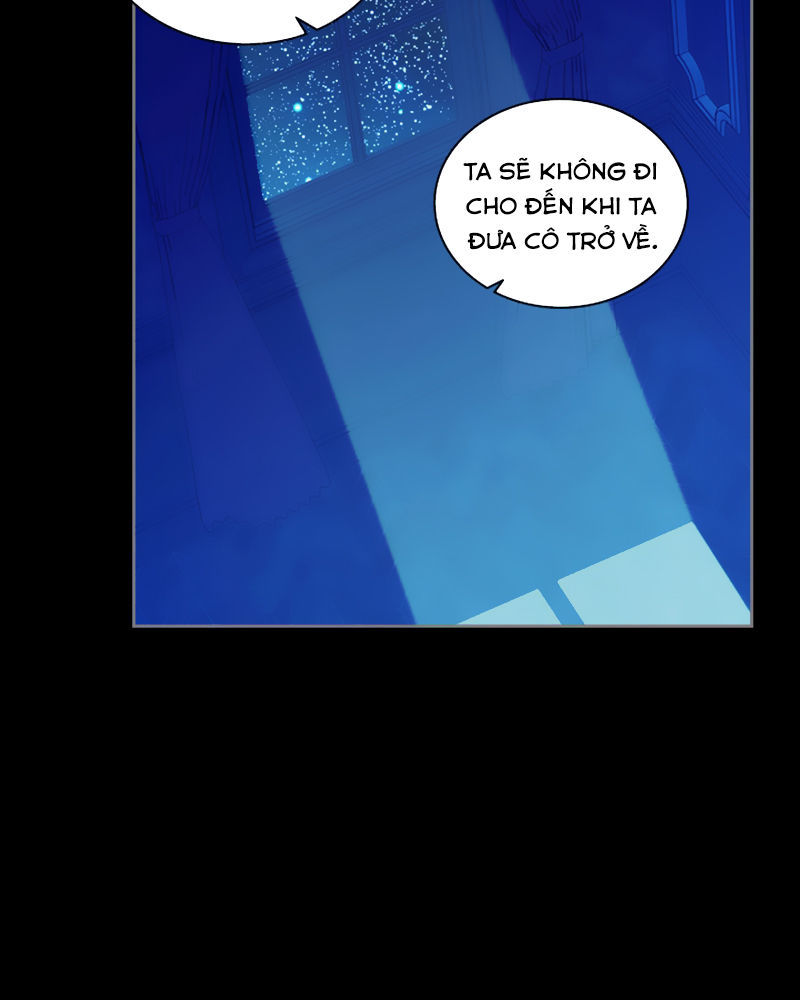 TA SẼ KHÔNG ĐI
CHO ĐẾN KHI TA
ĐƯA CÔ TRỞ VỀ.